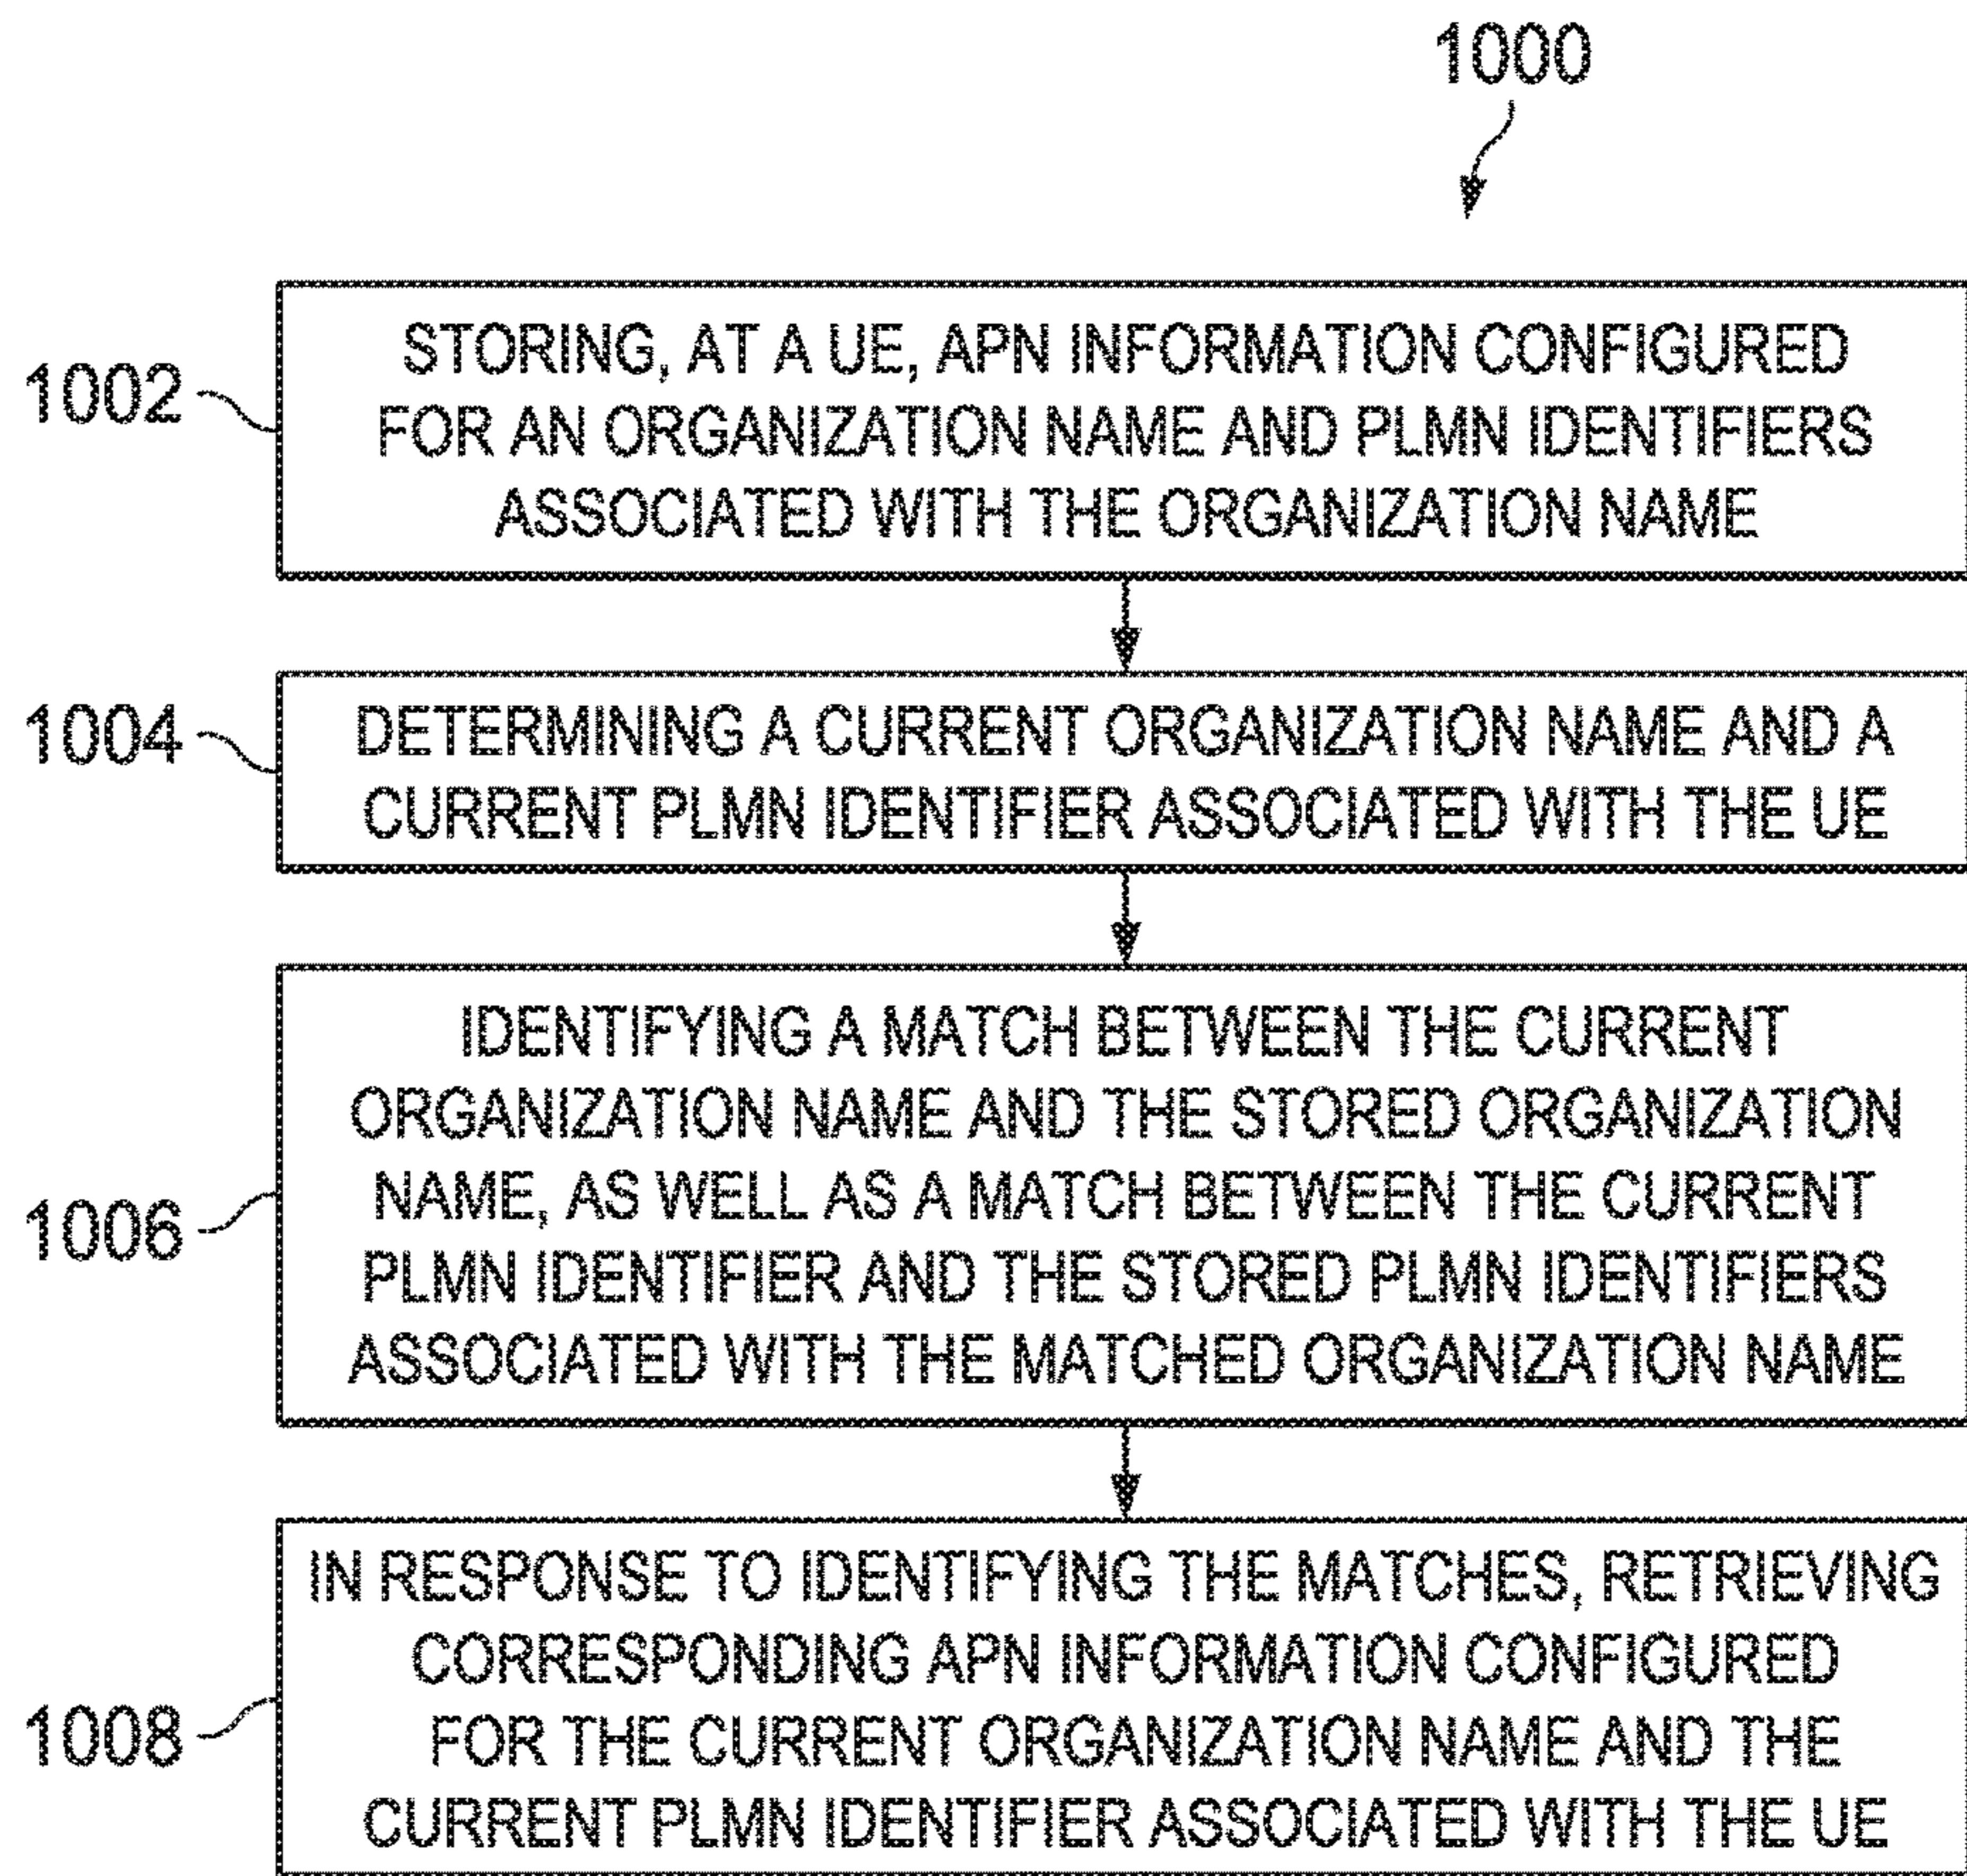 1000
1002
STORING, AT A UE, APN INFORMATION CONFIGURED
FOR AN ORGANIZATION NAME AND PLMN IDENTIFIERS
ASSOCIATED WITH THE ORGANIZATION NAME
1004
DETERMINING A CURRENT ORGANIZATION NAME AND A
CURRENT PLMN IDENTIFIER ASSOCIATED WITH THE UE
1006
IDENTIFYING A MATCH BETWEEN THE CURRENT
ORGANIZATION NAME AND THE STORED ORGANIZATION
NAME, AS WELL AS A MATCH BETWEEN THE CURRENT
PLMN IDENTIFIER AND THE STORED PLMN IDENTIFIERS
ASSOCIATED WITH THE MATCHED ORGANIZATION NAME
1008
IN RESPONSE TO IDENTIFYING THE MATCHES, RETRIEVING
CORRESPONDING APN INFORMATION CONFIGURED
FOR THE CURRENT ORGANIZATION NAME AND THE
CURRENT PLMN IDENTIFIER ASSOCIATED WITH THE UE